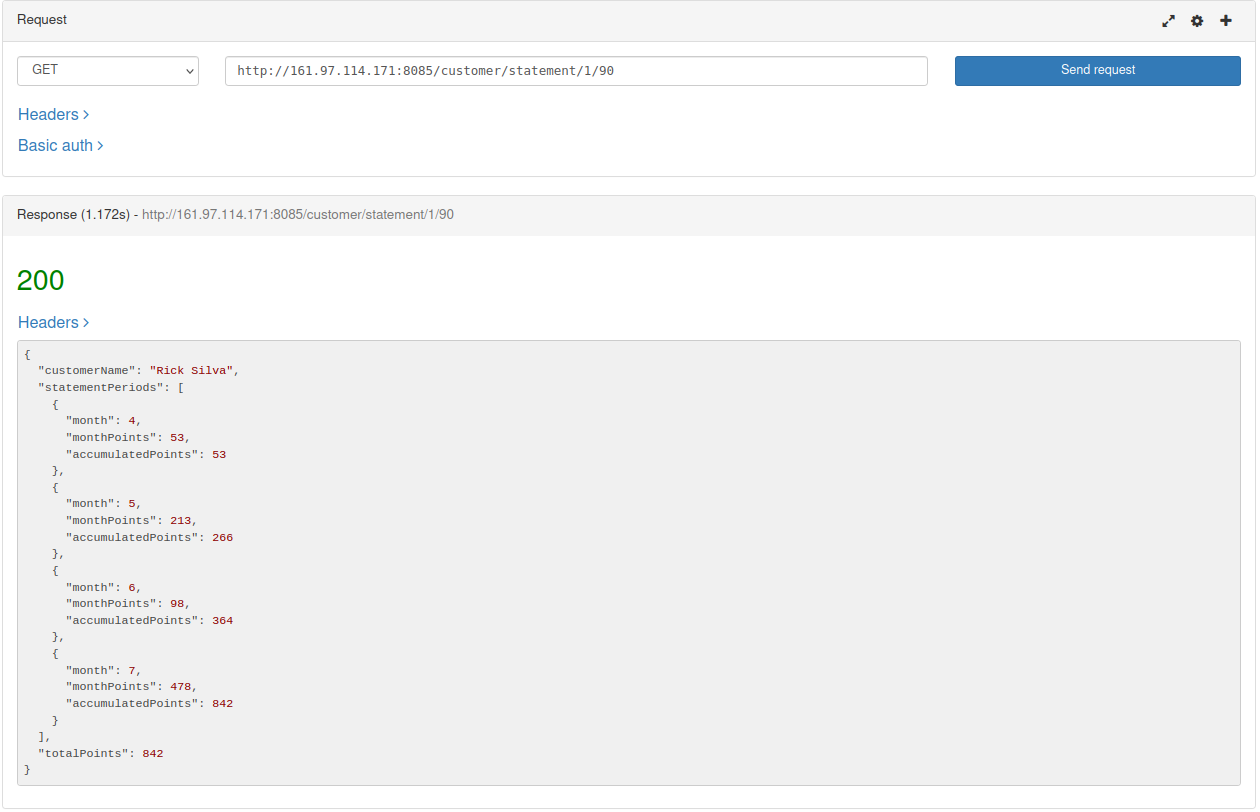 Request
GET http://161.97.114.171:8085/customer/statement/1/90 Send request
Headers
Basic auth
Response (1.172s) - http://161.97.114.171:8085/customer/statement/1/90
200
Headers
{
  "customerName": "Rick Silva",
  "statementPeriods": [
    {
      "month": 4,
      "monthPoints": 53,
      "accumulatedPoints": 53
    },
    {
      "month": 5,
      "monthPoints": 213,
      "accumulatedPoints": 266
    },
    {
      "month": 6,
      "monthPoints": 98,
      "accumulatedPoints": 364
    },
    {
      "month": 7,
      "monthPoints": 478,
      "accumulatedPoints": 842
    }
  ],
  "totalPoints": 842
}